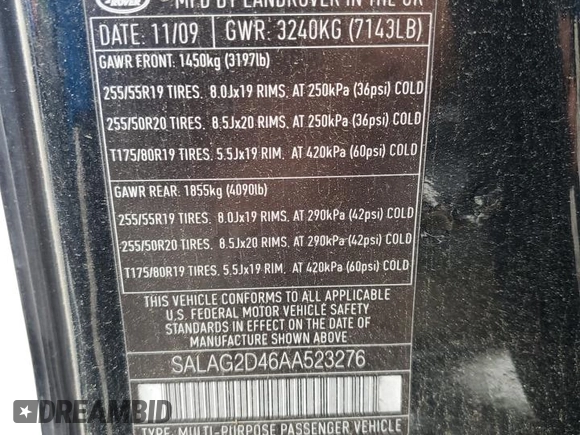 ROVER
MFD BY LANDROVER IN THE UK
DATE: 11/09 GWR: 3240KG (7143LB)
GAWR FRONT: 1450kg (3197lb)
255/55R19 TIRES, 8.0Jx19 RIMS, AT 250kPa (36psi) COLD
255/50R20 TIRES, 8.5Jx20 RIMS, AT 250kPa (36psi) COLD
T175/80R19 TIRES, 5.5Jx19 RIM, AT 420kPa (60psi) COLD
GAWR REAR: 1855kg (4090lb)
255/55R19 TIRES, 8.0Jx19 RIMS, AT 290kPa (42psi) COLD
255/50R20 TIRES, 8.5Jx20 RIMS, AT 290kPa (42psi) COLD
T175/80R19 TIRES, 5.5Jx19 RIM, AT 420kPa (60psi) COLD
THIS VEHICLE CONFORMS TO ALL APPLICABLE
U.S. FEDERAL MOTOR VEHICLE SAFETY
STANDARDS IN EFFECT ON THE DATE OF
MANUFACTURE SHOWN ABOVE
SALAG2D46AA523276
TYPE: MULTI-PURPOSE PASSENGER VEHICLE
DREAMBID